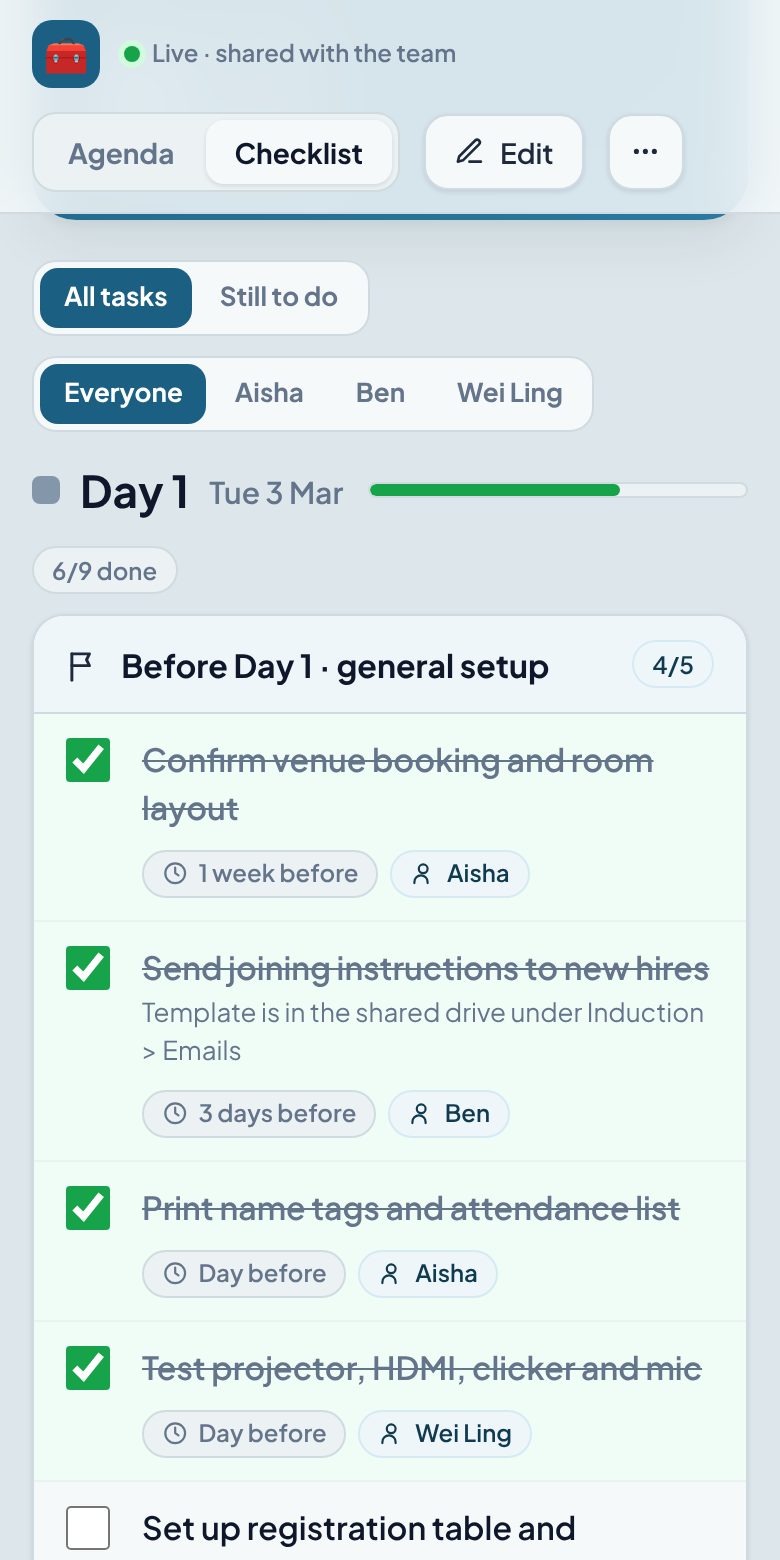 Live · shared with the team
Agenda
Checklist
Edit
All tasks
Still to do
Everyone
Aisha
Ben
Wei Ling
Day 1
Tue 3 Mar
6/9 done
Before Day 1 · general setup
4/5
Confirm venue booking and room
layout
1 week before
Aisha
Send joining instructions to new hires
Template is in the shared drive under Induction
> Emails
3 days before
Ben
Print name tags and attendance list
Day before
Aisha
Test projector, HDMI, clicker and mic
Day before
Wei Ling
Set up registration table and